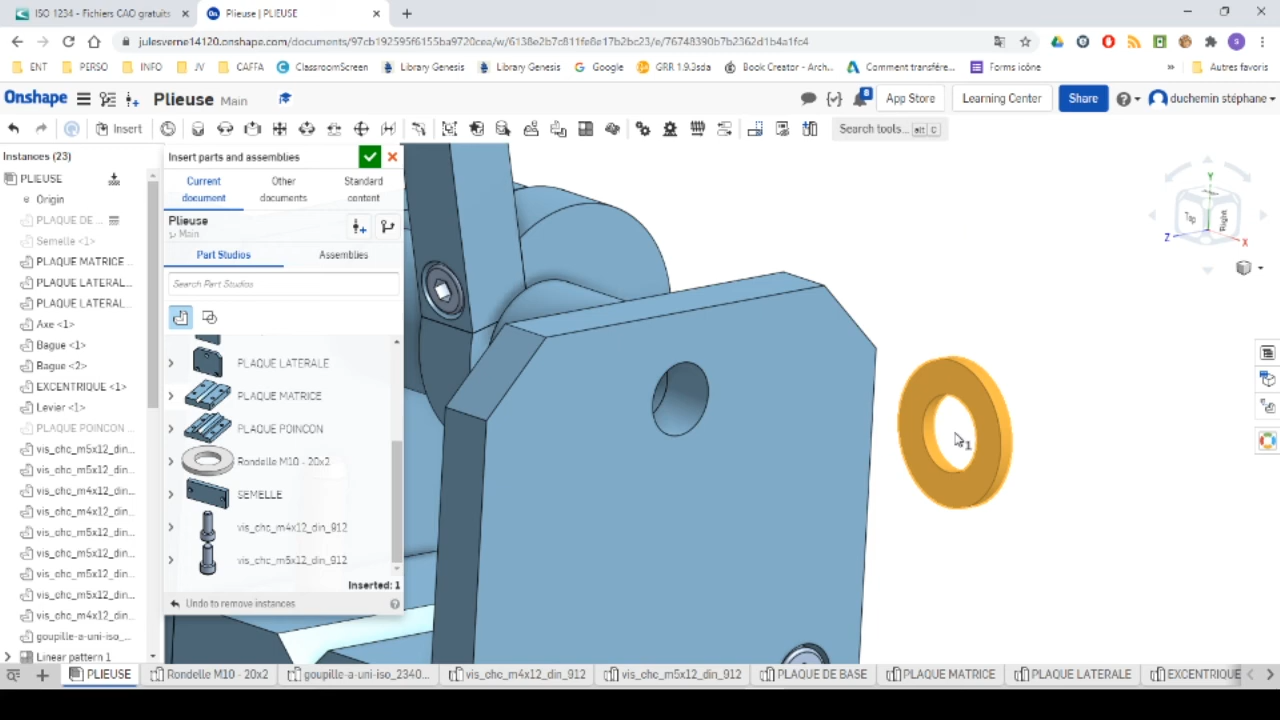 ISO 1234 - Fichiers CAO gratuits
Plieuse | PLIEUSE
julesverne14120.onshape.com/documents/97cb192595f6155ba9720cea/w/6138e2b7c811fe8e17b2bc23/e/76748390b7b2362d1b4a1fc4
ENT PERSO INFO JV CAFFA ClassroomScreen Library Genesis Library Genesis Google GRR 1.9.3sda Book Creator - Arch... Comment transfére... Forms icône » Autres favoris
Onshape Plieuse Main App Store Learning Center Share duchemin stéphane
Insert Search tools... alt C
Instances (23)
PLIEUSE
Origin
PLAQUE DE ...
Semelle <1>
PLAQUE MATRICE ...
PLAQUE LATERAL...
PLAQUE LATERAL...
Axe <1>
Bague <1>
Bague <2>
EXCENTRIQUE <1>
Levier <1>
PLAQUE POINCON ...
vis_chc_m5x12_din...
vis_chc_m5x12_din...
vis_chc_m4x12_din...
vis_chc_m4x12_din...
vis_chc_m5x12_din...
vis_chc_m5x12_din...
vis_chc_m5x12_din...
vis_chc_m5x12_din...
vis_chc_m4x12_din...
goupille-a-uni-iso_...
Linear pattern 1
Insert parts and assemblies
Current document
Other documents
Standard content
Plieuse
Main
Part Studios Assemblies
Search Part Studios
PLAQUE LATERALE
PLAQUE MATRICE
PLAQUE POINCON
Rondelle M10 - 20x2
SEMELLE
vis_chc_m4x12_din_912
vis_chc_m5x12_din_912
Inserted: 1
Undo to remove instances
1
Y
Top Right
Z X
PLIEUSE Rondelle M10 - 20x2 goupille-a-uni-iso_2340... vis_chc_m4x12_din_912 vis_chc_m5x12_din_912 PLAQUE DE BASE PLAQUE MATRICE PLAQUE LATERALE EXCENTRIQUE